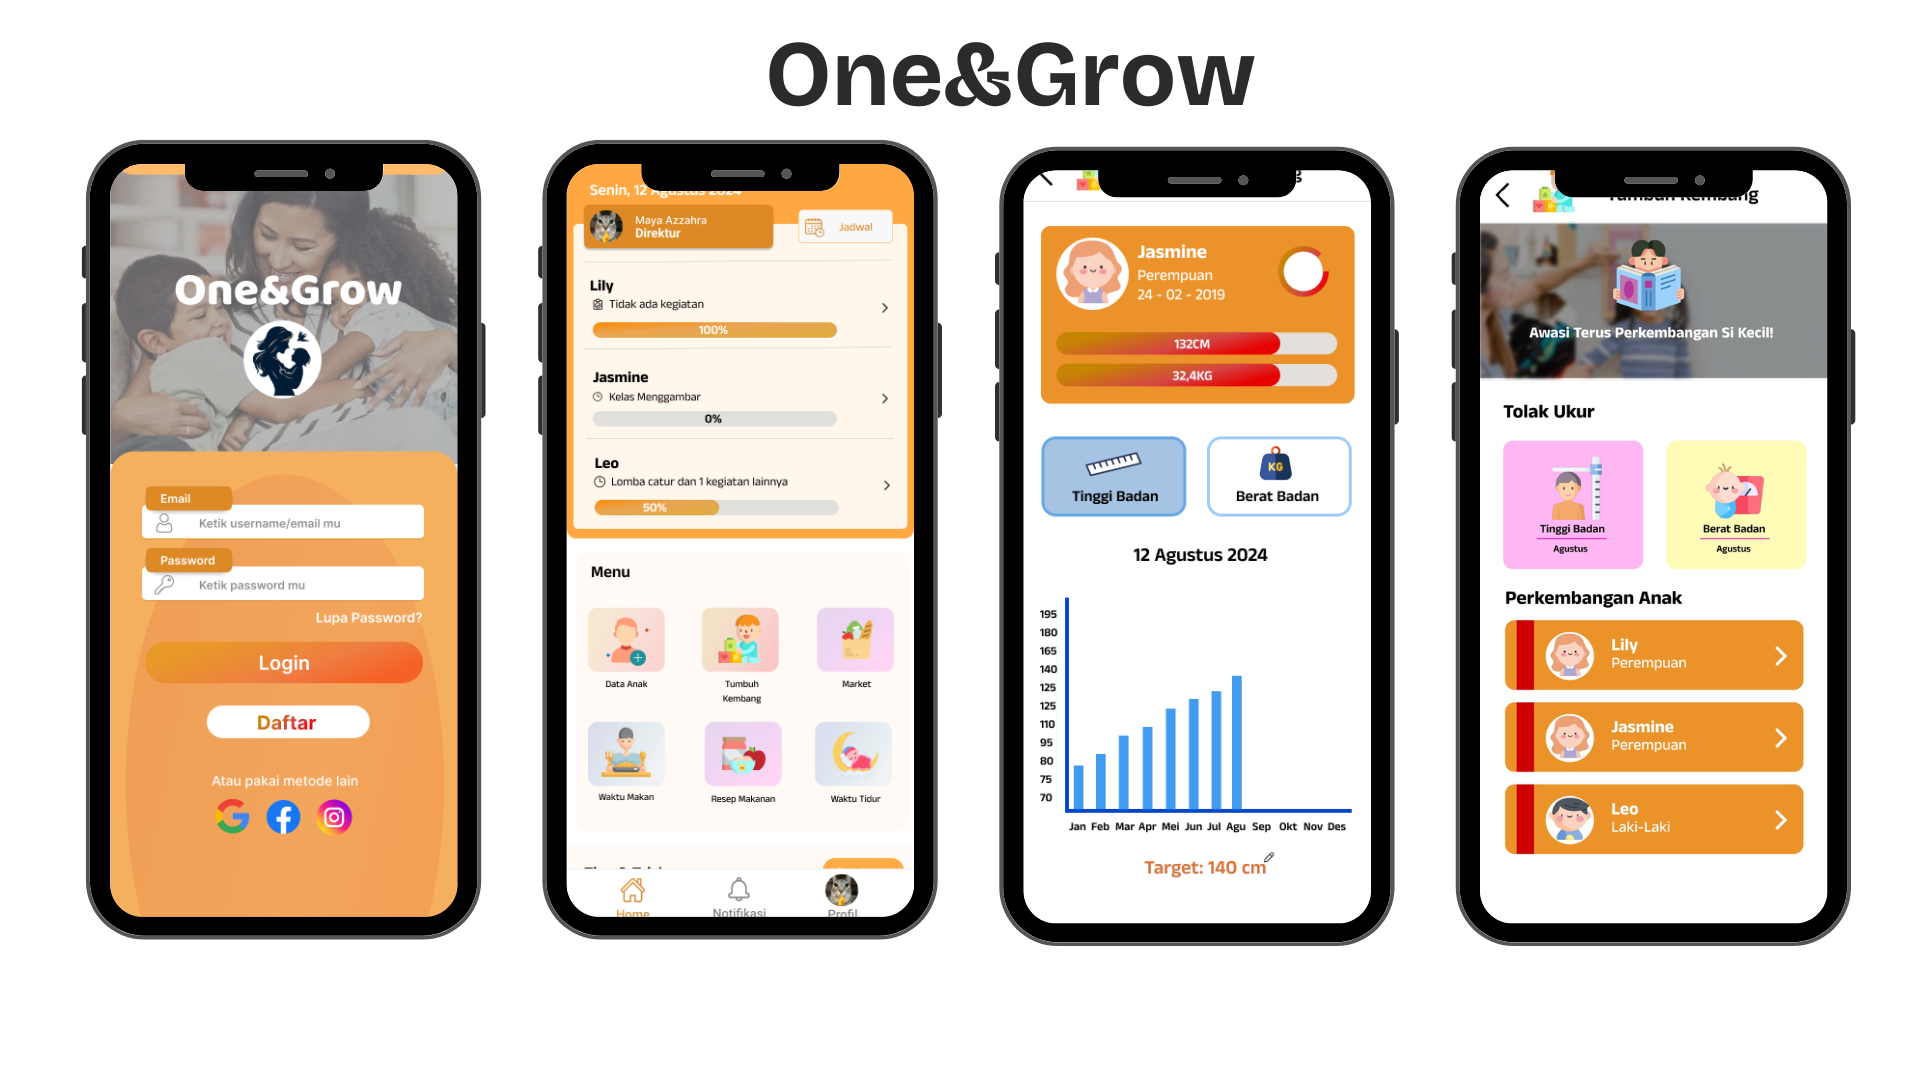 One&Grow
One&Grow
Email
Ketik username/email mu
Password
Ketik password mu
Lupa Password?
Login
Daftar
Atau pakai metode lain
Senin, 12 Agustus 2024
Maya Azzahra
Direktur
Jadwal
Lily
Tidak ada kegiatan
100%
Jasmine
Kelas Menggambar
0%
Leo
Lomba catur dan 1 kegiatan lainnya
50%
Menu
Data Anak
Tumbuh
Kembang
Market
Waktu Makan
Resep Makanan
Waktu Tidur
Home
Notifikasi
Profil
Jasmine
Perempuan
24 - 02 - 2019
132CM
32,4KG
KG
Tinggi Badan
Berat Badan
12 Agustus 2024
195
180
165
140
125
125
110
95
80
75
70
Jan Feb Mar Apr Mei Jun Jul Agu Sep Okt Nov Des
Target: 140 cm
Tumbuh Kembang
Awasi Terus Perkembangan Si Kecil!
Tolak Ukur
Tinggi Badan
Agustus
Berat Badan
Agustus
Perkembangan Anak
Lily
Perempuan
Jasmine
Perempuan
Leo
Laki-Laki